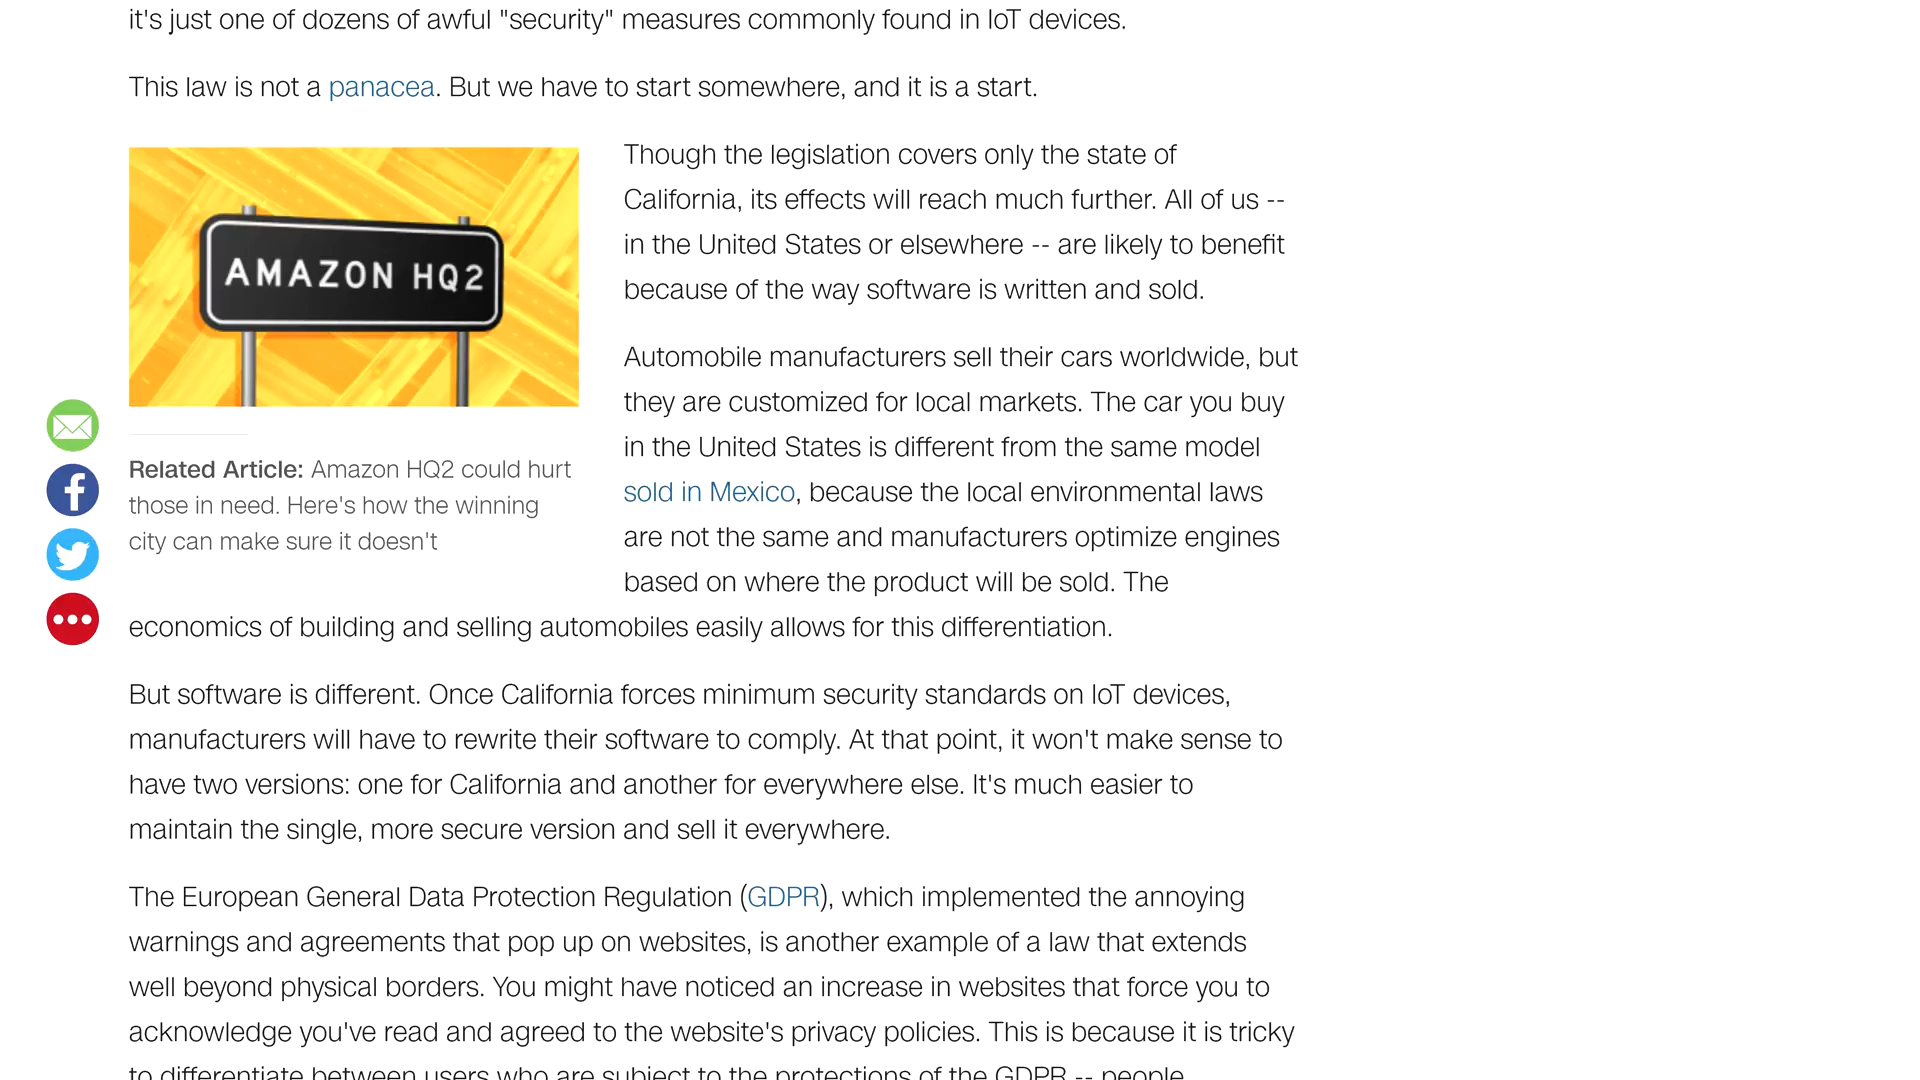 it's just one of dozens of awful "security" measures commonly found in IoT devices.
This law is not a panacea. But we have to start somewhere, and it is a start.
AMAZON HQ2
Related Article: Amazon HQ2 could hurt
those in need. Here's how the winning
city can make sure it doesn't
Though the legislation covers only the state of
California, its effects will reach much further. All of us --
in the United States or elsewhere -- are likely to benefit
because of the way software is written and sold.
Automobile manufacturers sell their cars worldwide, but
they are customized for local markets. The car you buy
in the United States is different from the same model
sold in Mexico, because the local environmental laws
are not the same and manufacturers optimize engines
based on where the product will be sold. The
economics of building and selling automobiles easily allows for this differentiation.
But software is different. Once California forces minimum security standards on IoT devices,
manufacturers will have to rewrite their software to comply. At that point, it won't make sense to
have two versions: one for California and another for everywhere else. It's much easier to
maintain the single, more secure version and sell it everywhere.
The European General Data Protection Regulation (GDPR), which implemented the annoying
warnings and agreements that pop up on websites, is another example of a law that extends
well beyond physical borders. You might have noticed an increase in websites that force you to
acknowledge you've read and agreed to the website's privacy policies. This is because it is tricky
to differentiate between users who are subject to the protections of the GDPR -- people